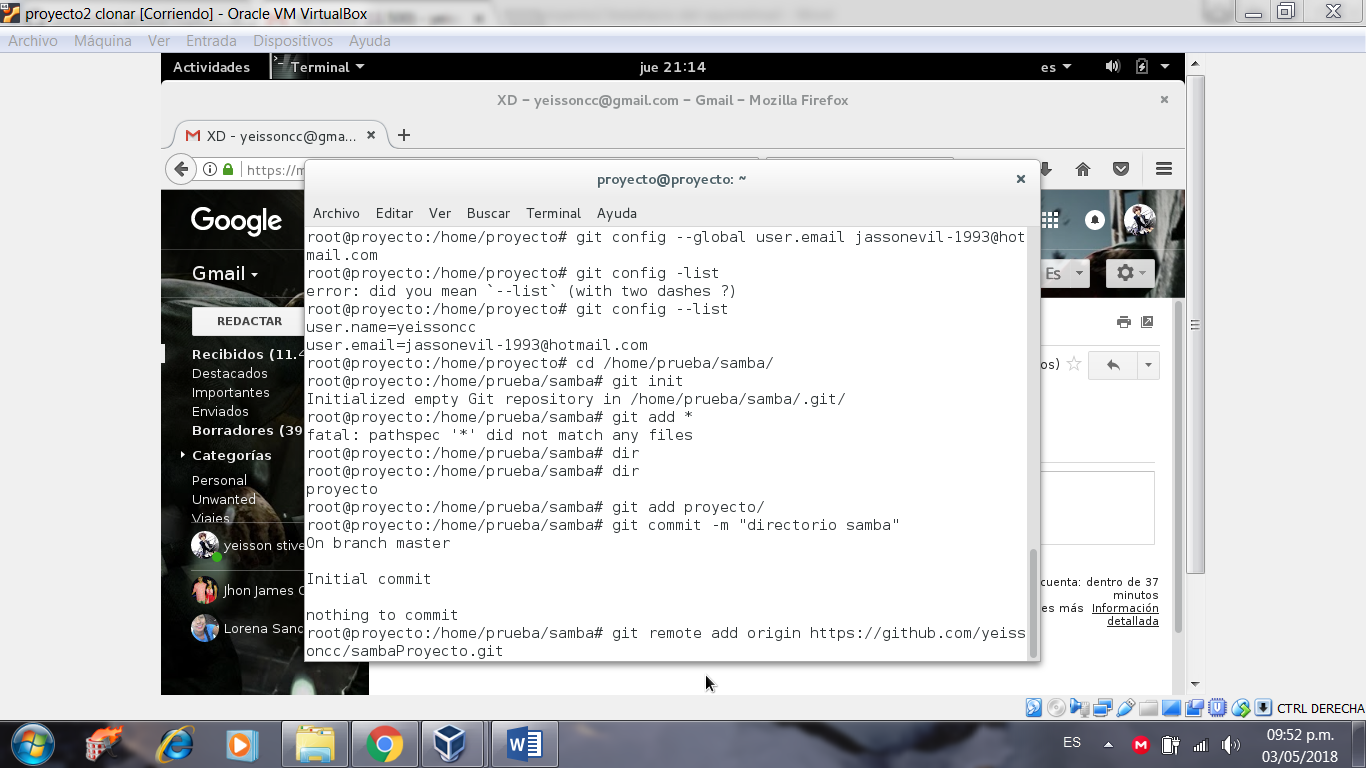 proyecto2 clonar [Corriendo] - Oracle VM VirtualBox
Archivo Máquina Ver Entrada Dispositivos Ayuda
Actividades Terminal jue 21:14 es
XD – yeissoncc@gmail.com – Gmail – Mozilla Firefox
XD - yeissoncc@gma...
https://m
proyecto@proyecto: ~
Archivo Editar Ver Buscar Terminal Ayuda
Google
Gmail
Es
REDACTAR
Recibidos (11.4
Destacados
Importantes
Enviados
Borradores (39
Categorías
Personal
Unwanted
Viajes
yeisson stive
Jhon James C
Lorena Sanc
root@proyecto:/home/proyecto# git config --global user.email jassonevil-1993@hot
mail.com
root@proyecto:/home/proyecto# git config -list
error: did you mean `--list` (with two dashes ?)
root@proyecto:/home/proyecto# git config --list
user.name=yeissoncc
user.email=jassonevil-1993@hotmail.com
root@proyecto:/home/proyecto# cd /home/prueba/samba/
root@proyecto:/home/prueba/samba# git init
Initialized empty Git repository in /home/prueba/samba/.git/
root@proyecto:/home/prueba/samba# git add *
fatal: pathspec '*' did not match any files
root@proyecto:/home/prueba/samba# dir
root@proyecto:/home/prueba/samba# dir
proyecto
root@proyecto:/home/prueba/samba# git add proyecto/
root@proyecto:/home/prueba/samba# git commit -m "directorio samba"
On branch master
Initial commit
nothing to commit
root@proyecto:/home/prueba/samba# git remote add origin https://github.com/yeiss
oncc/sambaProyecto.git
os)
cuenta: dentro de 37
minutos
es más Información
detallada
CTRL DERECHA
ES
09:52 p.m.
03/05/2018